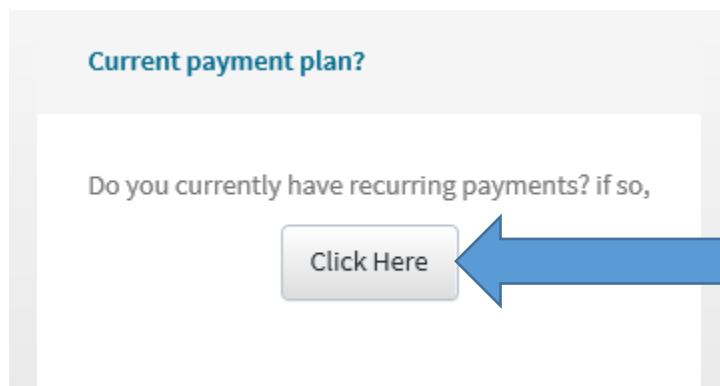 Current payment plan?
Do you currently have recurring payments? if so,
Click Here